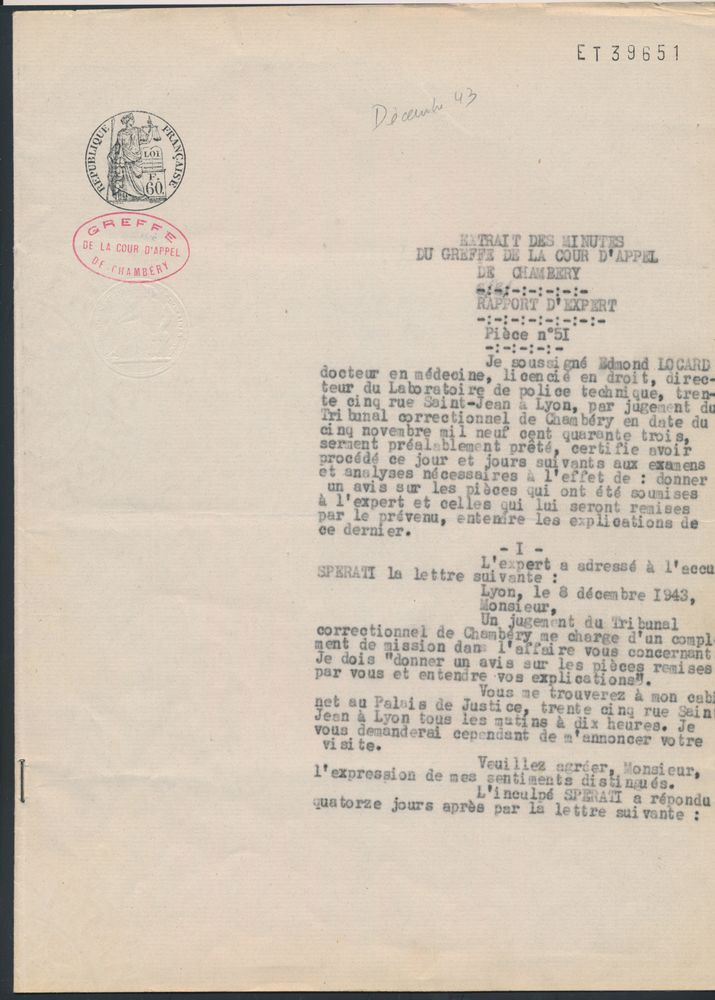 ET39651
Décembre 43
RÉPUBLIQUE FRANÇAISE
LOI
F.
60
GREFFE
DE LA COUR D'APPEL
DE CHAMBÉRY
EXTRAIT DES MINUTES
DU GREFFE DE LA COUR D'APPEL
DE CHAMBERY
-:-:-:-:-:-:-
RAPPORT D'EXPERT
-:-:-:-:-:-:-:-
Pièce n°5I
-:-:-:-:-
Je soussigné Edmond LOCARD
docteur en médecine, licencié en droit, direc-
teur du Laboratoire de police technique, tren-
te cinq rue Saint-Jean à Lyon, par jugement du
Tribunal correctionnel de Chambéry en date du
cinq novembre mil neuf cent quarante trois,
serment préalablement prêté, certifie avoir
procédé ce jour et jours suivants aux examens
et analyses nécessaires à l'effet de : donner
un avis sur les pièces qui ont été soumises
à l'expert et celles qui lui seront remises
par le prévenu, entendre les explications de
ce dernier.
- I -
L'expert a adressé à l'accu
SPERATI la lettre suivante :
Lyon, le 8 décembre I943,
Monsieur,
Un jugement du Tribunal
correctionnel de Chambéry me charge d'un compl
ment de mission dans l'affaire vous concernant
Je dois "donner un avis sur les pièces remises
par vous et entendre vos explications".
Vous me trouverez à mon cabi
net au Palais de Justice, trente cinq rue Saint
Jean à Lyon tous les matins à dix heures. Je
vous demanderai cependant de m'annoncer votre
visite.
Veuillez agréer, Monsieur,
l'expression de mes sentiments distingués.
L'inculpé SPERATI a répondu
quatorze jours après par la lettre suivante :